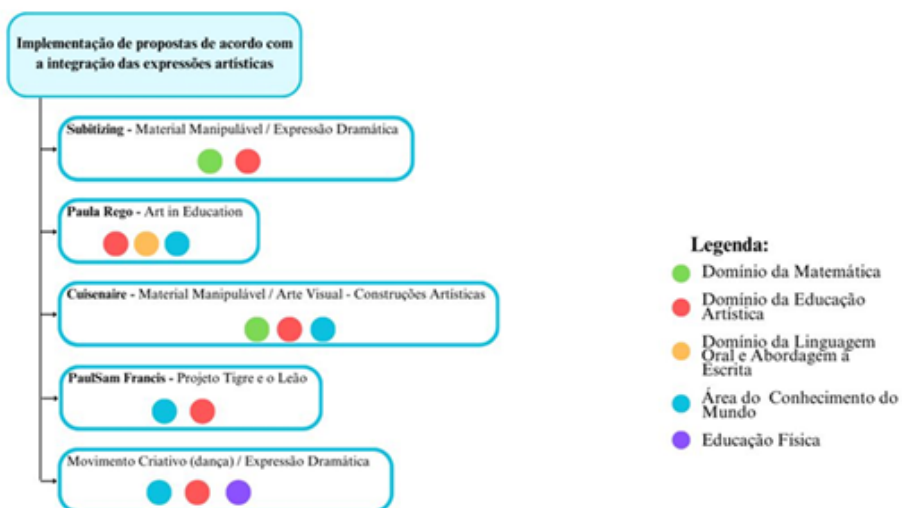 Implementação de propostas de acordo com
a integração das expressões artísticas
Subitizing - Material Manipulável / Expressão Dramática
Paula Rego - Art in Education
Cuisenaire - Material Manipulável / Arte Visual - Construções Artísticas
PaulSam Francis - Projeto Tigre e o Leão
Movimento Criativo (dança) / Expressão Dramática
Legenda:
Domínio da Matemática
Domínio da Educação
Artística
Domínio da Linguagem
Oral e Abordagem à
Escrita
Área do Conhecimento do
Mundo
Educação Física